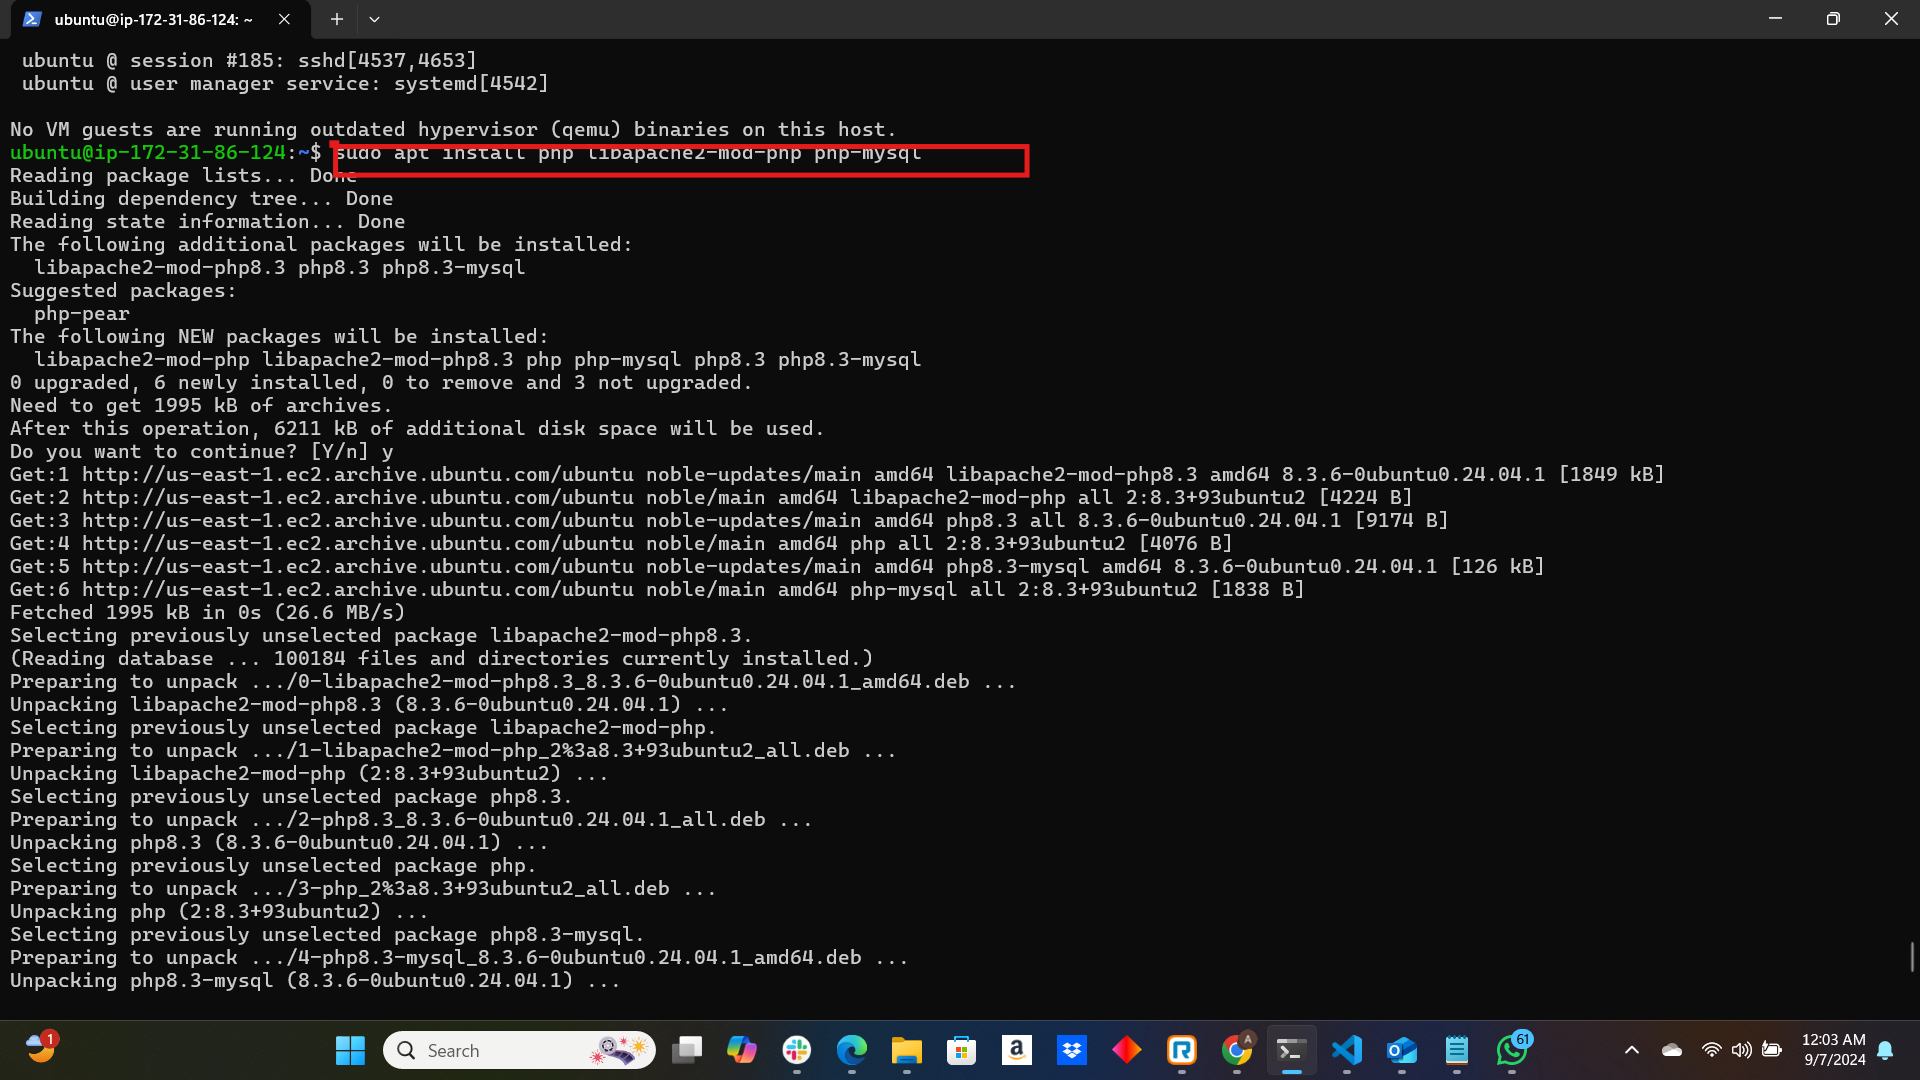 ubuntu@ip-172-31-86-124: ~
ubuntu @ session #185: sshd[4537,4653]
ubuntu @ user manager service: systemd[4542]
No VM guests are running outdated hypervisor (qemu) binaries on this host.
ubuntu@ip-172-31-86-124:~$ sudo apt install php libapache2-mod-php php-mysql
Reading package lists... Done
Building dependency tree... Done
Reading state information... Done
The following additional packages will be installed:
libapache2-mod-php8.3 php8.3 php8.3-mysql
Suggested packages:
php-pear
The following NEW packages will be installed:
libapache2-mod-php libapache2-mod-php8.3 php php-mysql php8.3 php8.3-mysql
0 upgraded, 6 newly installed, 0 to remove and 3 not upgraded.
Need to get 1995 kB of archives.
After this operation, 6211 kB of additional disk space will be used.
Do you want to continue? [Y/n] y
Get:1 http://us-east-1.ec2.archive.ubuntu.com/ubuntu noble-updates/main amd64 libapache2-mod-php8.3 amd64 8.3.6-0ubuntu0.24.04.1 [1849 kB]
Get:2 http://us-east-1.ec2.archive.ubuntu.com/ubuntu noble/main amd64 libapache2-mod-php all 2:8.3+93ubuntu2 [4224 B]
Get:3 http://us-east-1.ec2.archive.ubuntu.com/ubuntu noble-updates/main amd64 php8.3 all 8.3.6-0ubuntu0.24.04.1 [9174 B]
Get:4 http://us-east-1.ec2.archive.ubuntu.com/ubuntu noble/main amd64 php all 2:8.3+93ubuntu2 [4076 B]
Get:5 http://us-east-1.ec2.archive.ubuntu.com/ubuntu noble-updates/main amd64 php8.3-mysql amd64 8.3.6-0ubuntu0.24.04.1 [126 kB]
Get:6 http://us-east-1.ec2.archive.ubuntu.com/ubuntu noble/main amd64 php-mysql all 2:8.3+93ubuntu2 [1838 B]
Fetched 1995 kB in 0s (26.6 MB/s)
Selecting previously unselected package libapache2-mod-php8.3.
(Reading database ... 100184 files and directories currently installed.)
Preparing to unpack .../0-libapache2-mod-php8.3_8.3.6-0ubuntu0.24.04.1_amd64.deb ...
Unpacking libapache2-mod-php8.3 (8.3.6-0ubuntu0.24.04.1) ...
Selecting previously unselected package libapache2-mod-php.
Preparing to unpack .../1-libapache2-mod-php_2%3a8.3+93ubuntu2_all.deb ...
Unpacking libapache2-mod-php (2:8.3+93ubuntu2) ...
Selecting previously unselected package php8.3.
Preparing to unpack .../2-php8.3_8.3.6-0ubuntu0.24.04.1_all.deb ...
Unpacking php8.3 (8.3.6-0ubuntu0.24.04.1) ...
Selecting previously unselected package php.
Preparing to unpack .../3-php_2%3a8.3+93ubuntu2_all.deb ...
Unpacking php (2:8.3+93ubuntu2) ...
Selecting previously unselected package php8.3-mysql.
Preparing to unpack .../4-php8.3-mysql_8.3.6-0ubuntu0.24.04.1_amd64.deb ...
Unpacking php8.3-mysql (8.3.6-0ubuntu0.24.04.1) ...
1
Search
a
R
A
O
61
12:03 AM
9/7/2024